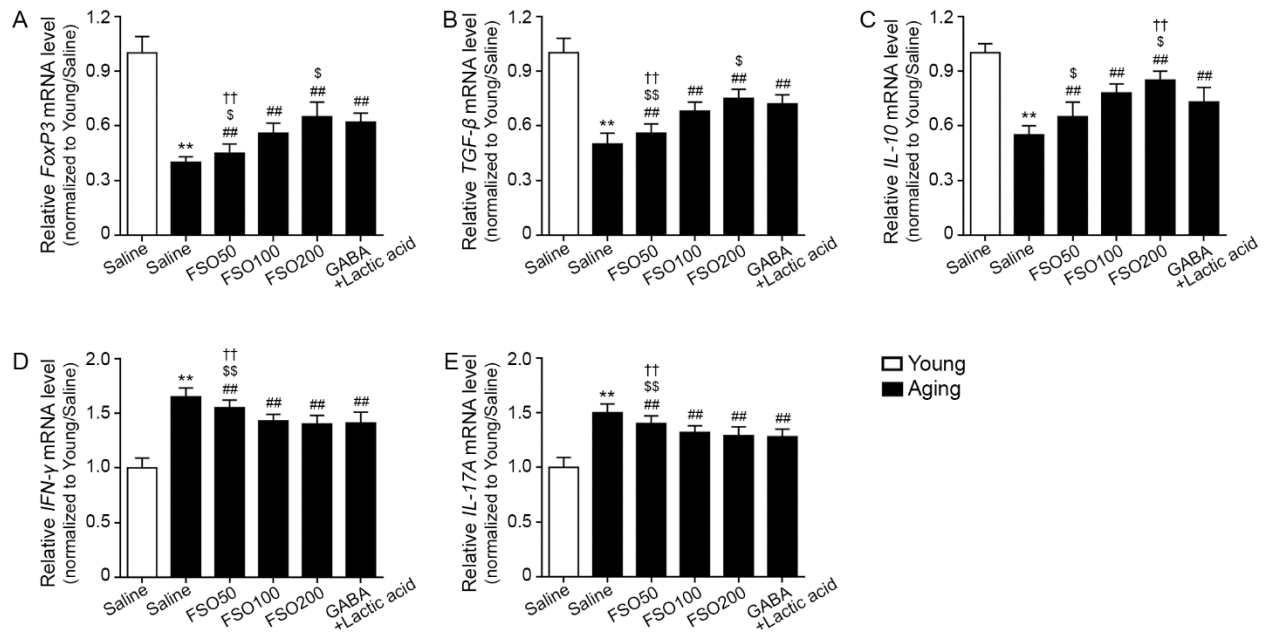 A
Relative FoxP3 mRNA level
(normalized to Young/Saline)
1.2
0.9
0.6
0.3
0
**
††
$
##
##
$
##
##
Saline
Saline
FSO50
FSO100
FSO200
GABA
+Lactic acid
B
Relative TGF-β mRNA level
(normalized to Young/Saline)
1.2
0.9
0.6
0.3
0
**
††
$$
##
##
$
##
##
Saline
Saline
FSO50
FSO100
FSO200
GABA
+Lactic acid
C
Relative IL-10 mRNA level
(normalized to Young/Saline)
1.2
0.9
0.6
0.3
0
**
$
##
##
††
$
##
##
Saline
Saline
FSO50
FSO100
FSO200
GABA
+Lactic acid
D
Relative IFN-γ mRNA level
(normalized to Young/Saline)
2.0
1.5
1.0
0.5
0
**
††
$$
##
##
##
##
Saline
Saline
FSO50
FSO100
FSO200
GABA
+Lactic acid
E
Relative IL-17A mRNA level
(normalized to Young/Saline)
2.0
1.5
1.0
0.5
0
**
††
$$
##
##
##
##
Saline
Saline
FSO50
FSO100
FSO200
GABA
+Lactic acid
Young
Aging